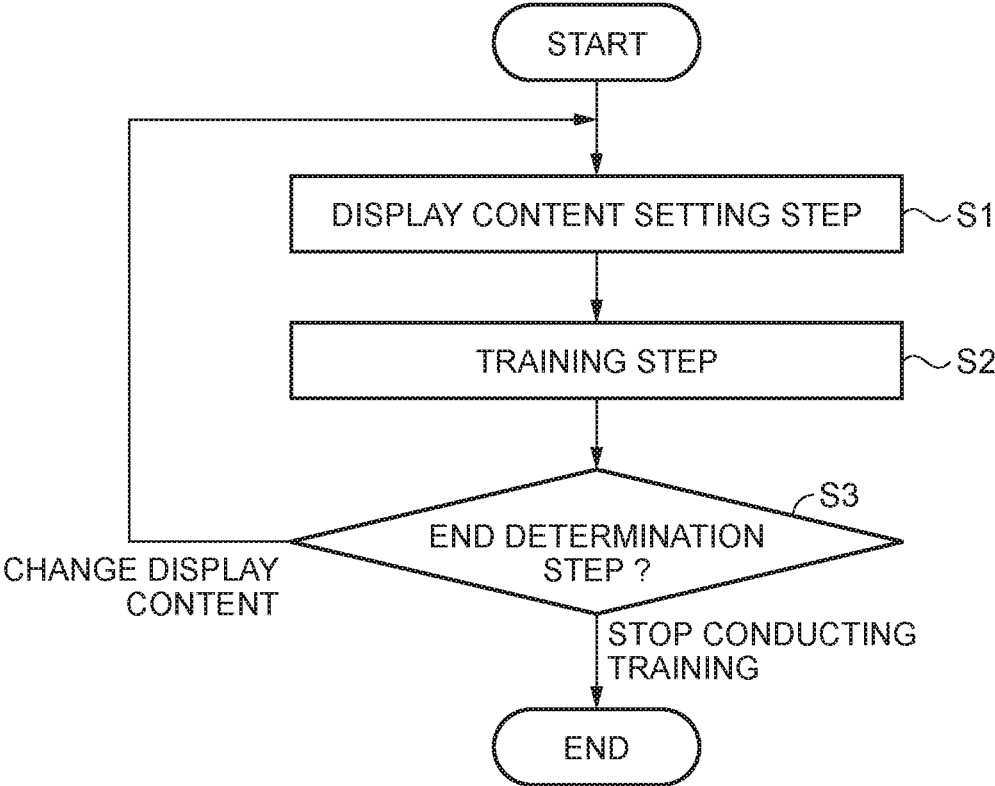 START
DISPLAY CONTENT SETTING STEP
S1
TRAINING STEP
S2
S3
END DETERMINATION
STEP ?
CHANGE DISPLAY
CONTENT
STOP CONDUCTING
TRAINING
END